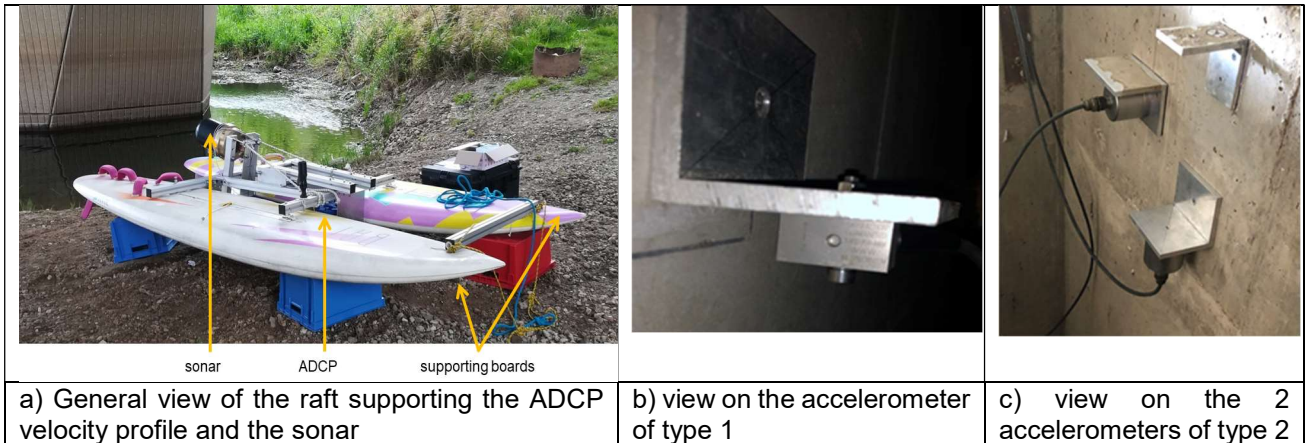 sonar
ADCP
supporting boards
a) General view of the raft supporting the ADCP
velocity profile and the sonar
b) view on the accelerometer
of type 1
c) view on the 2
accelerometers of type 2